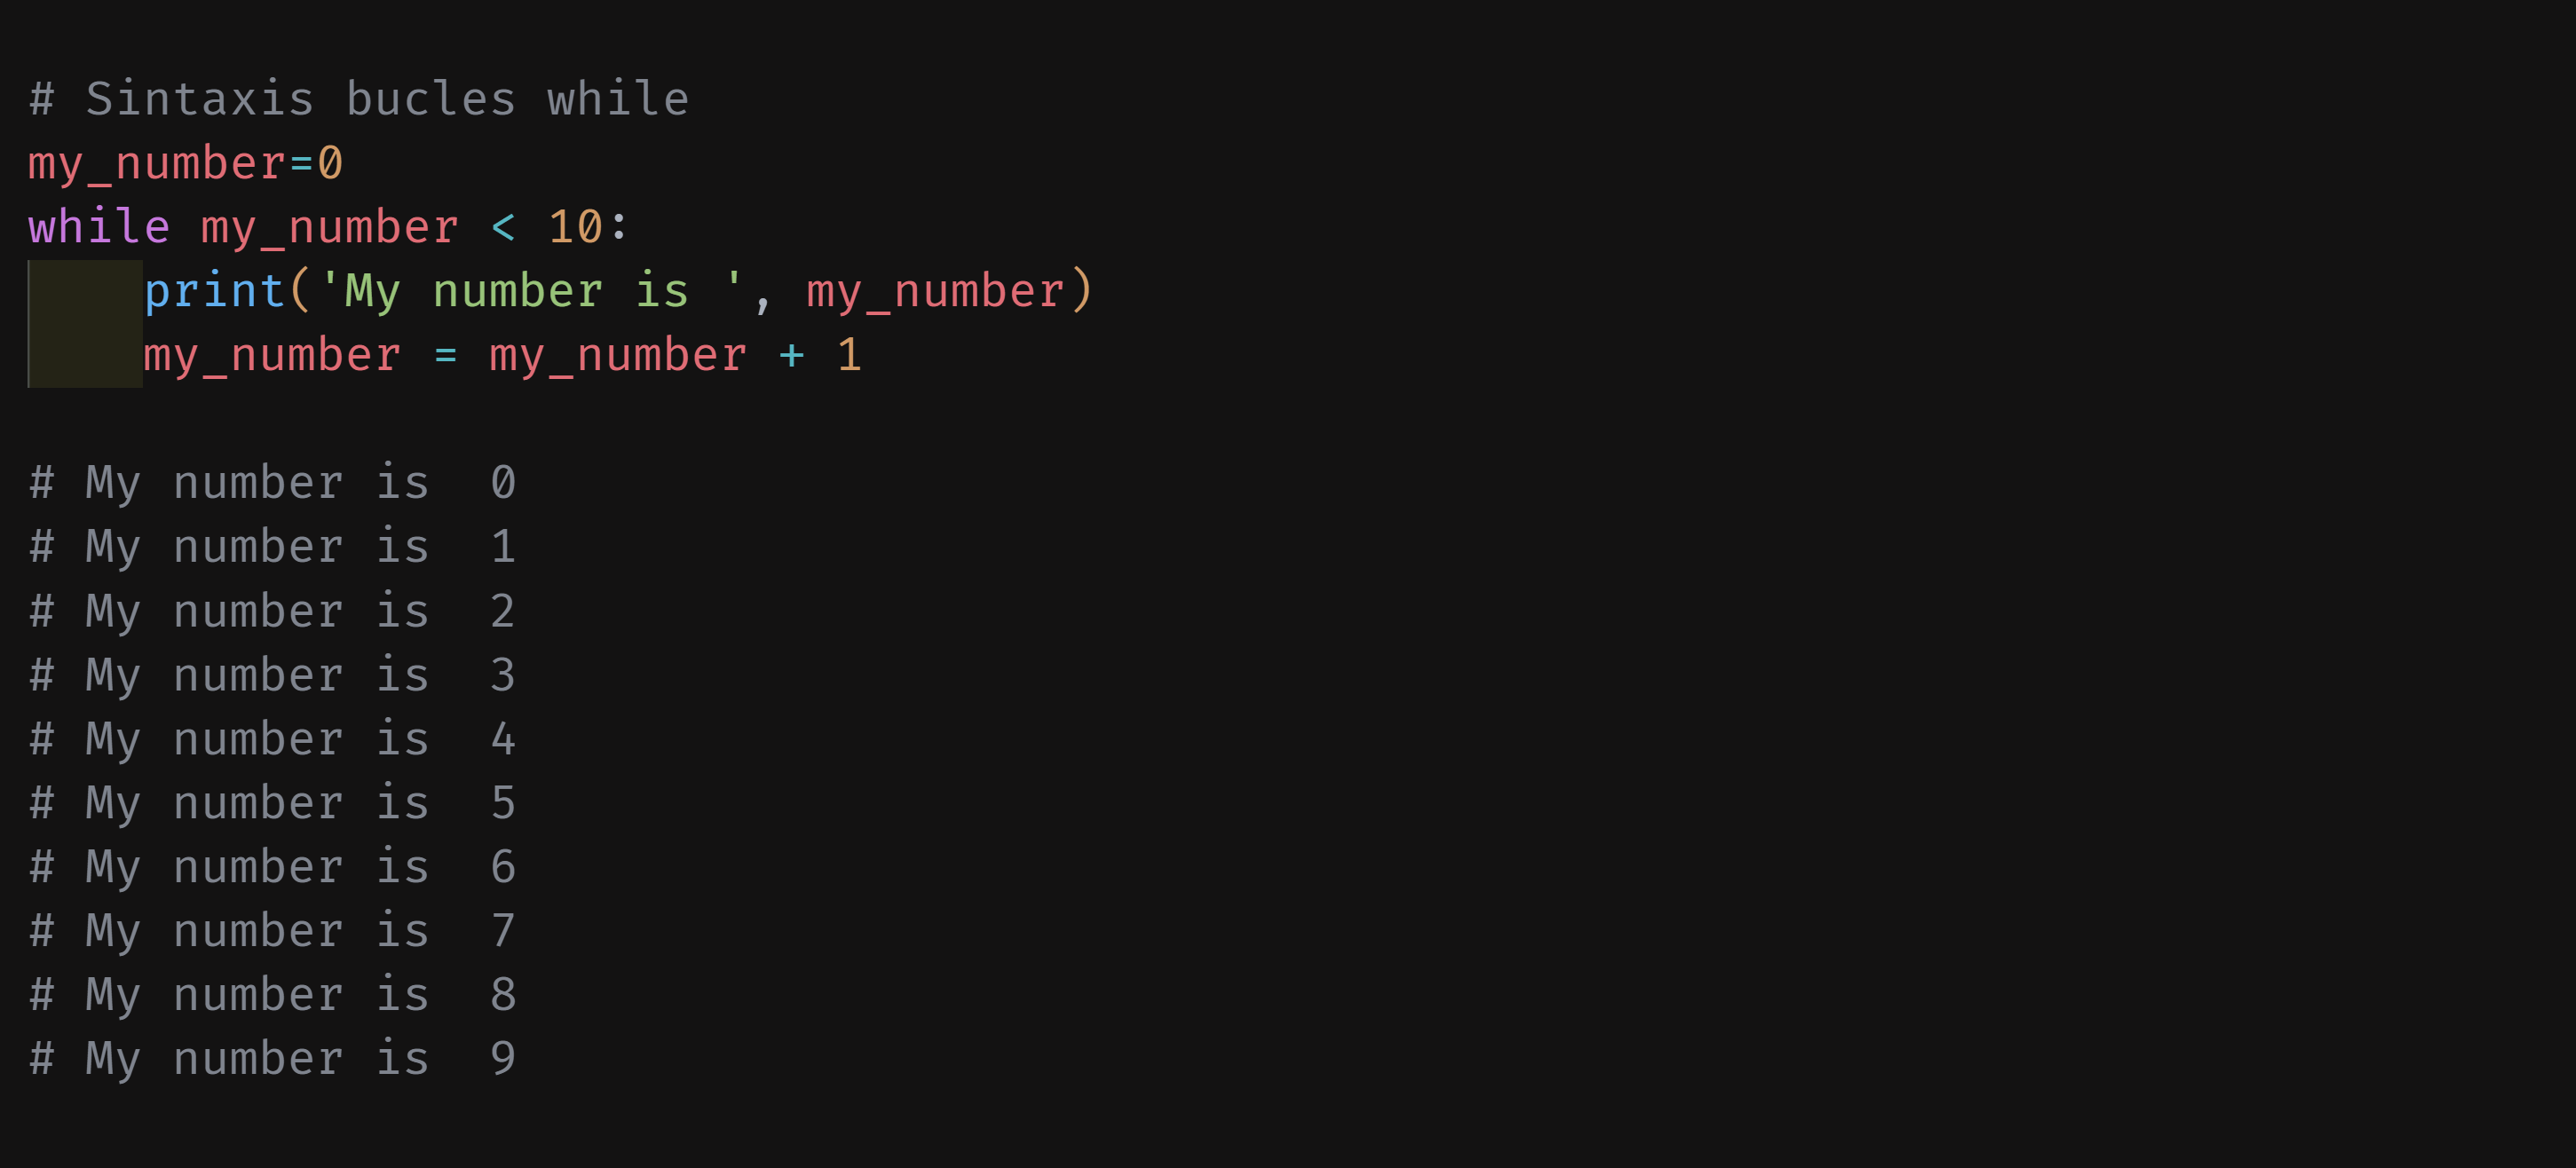 # Sintaxis bucles while
my_number=0
while my_number < 10:
    print('My number is ', my_number)
    my_number = my_number + 1

# My number is  0
# My number is  1
# My number is  2
# My number is  3
# My number is  4
# My number is  5
# My number is  6
# My number is  7
# My number is  8
# My number is  9